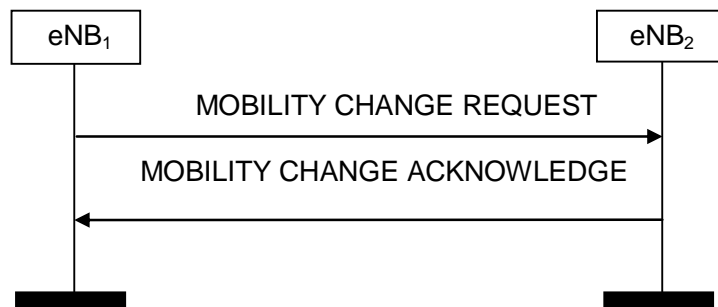 eNB₁
eNB₂
MOBILITY CHANGE REQUEST
MOBILITY CHANGE ACKNOWLEDGE